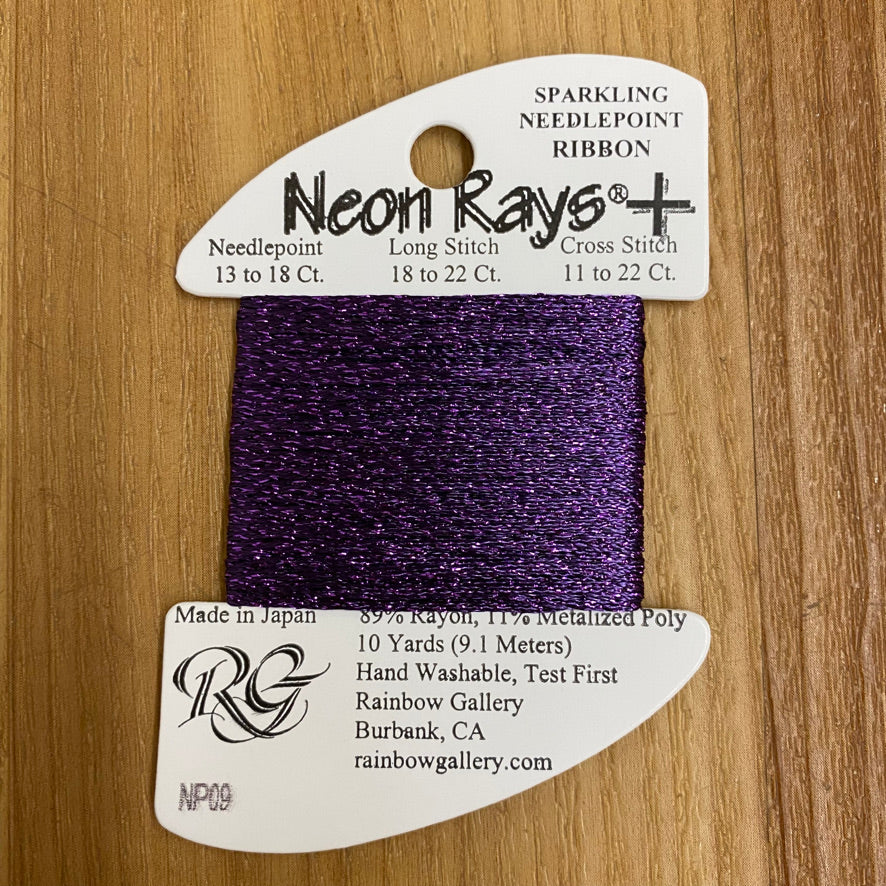 SPARKLING
NEEDLEPOINT
RIBBON
Neon Rays®+
Needlepoint Long Stitch Cross Stitch
13 to 18 Ct. 18 to 22 Ct. 11 to 22 Ct.
Made in Japan 89% Rayon, 11% Metalized Poly
10 Yards (9.1 Meters)
Hand Washable, Test First
RG
Rainbow Gallery
Burbank, CA
rainbowgallery.com
NP09